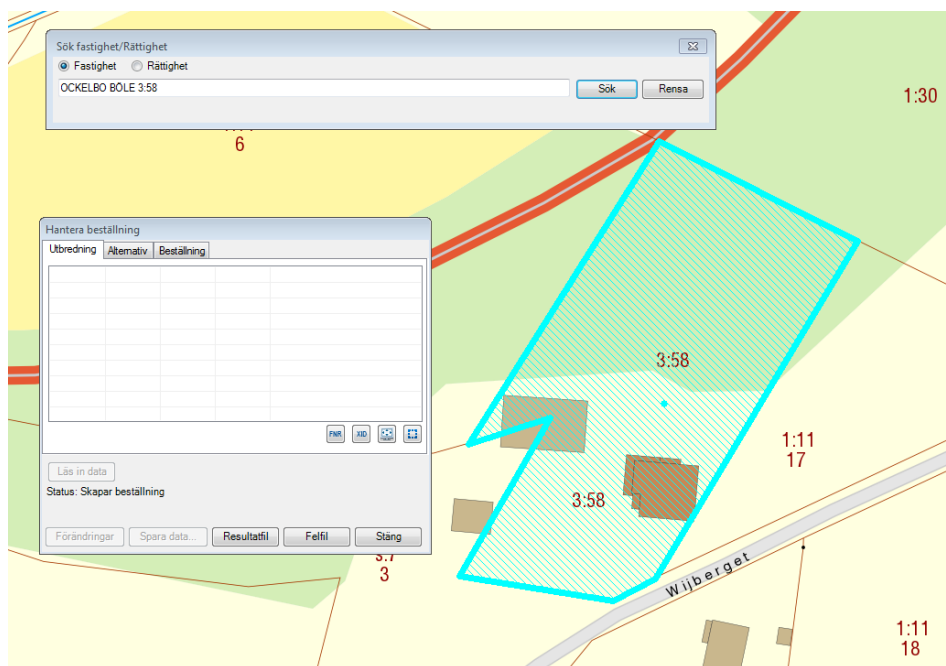 Sök fastighet/Rättighet
Fastighet Rättighet
OCKELBO BÖLE 3:58 Sök Rensa
1:30
6
Hantera beställning
Utbredning Alternativ Beställning
FNR XID
Läs in data
Status: Skapar beställning
Förändringar Spara data... Resultatfil Felfil Stäng
3:58
1:11
17
3:58
3:7
3
Wijberget
1:11
18